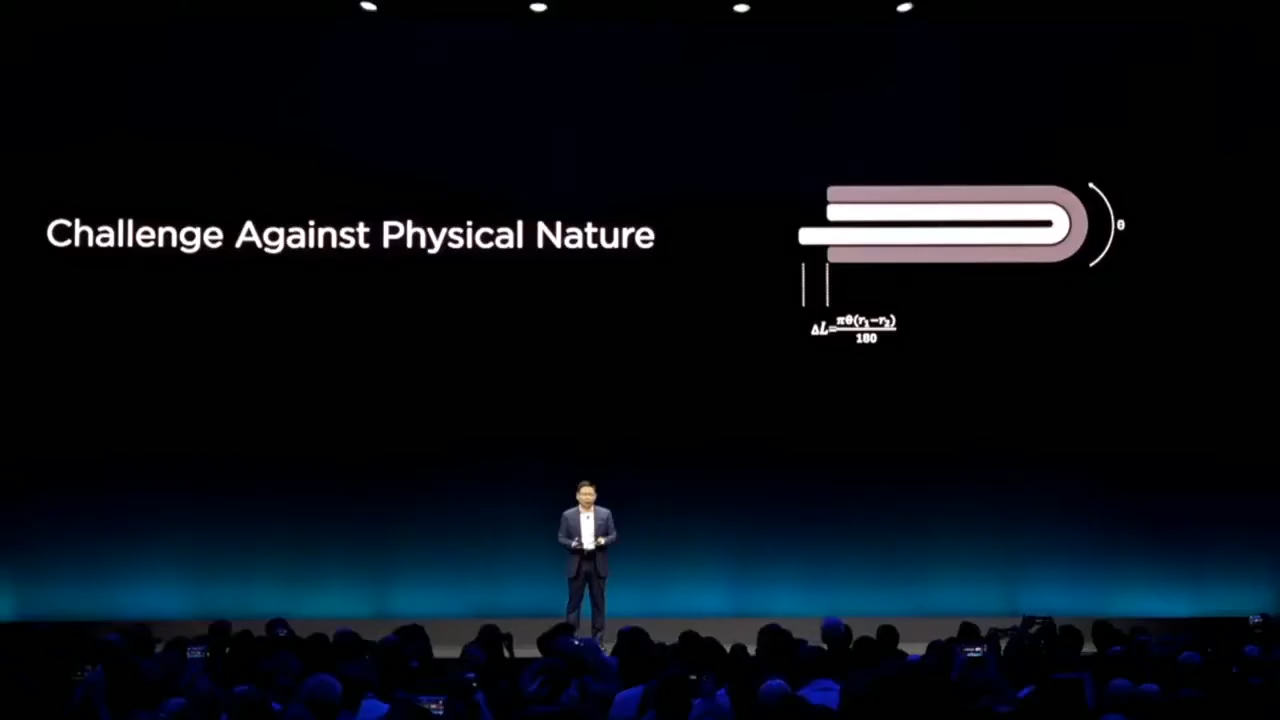 Challenge Against Physical Nature
θ
ΔL=πθ(r₁−r₂)/180